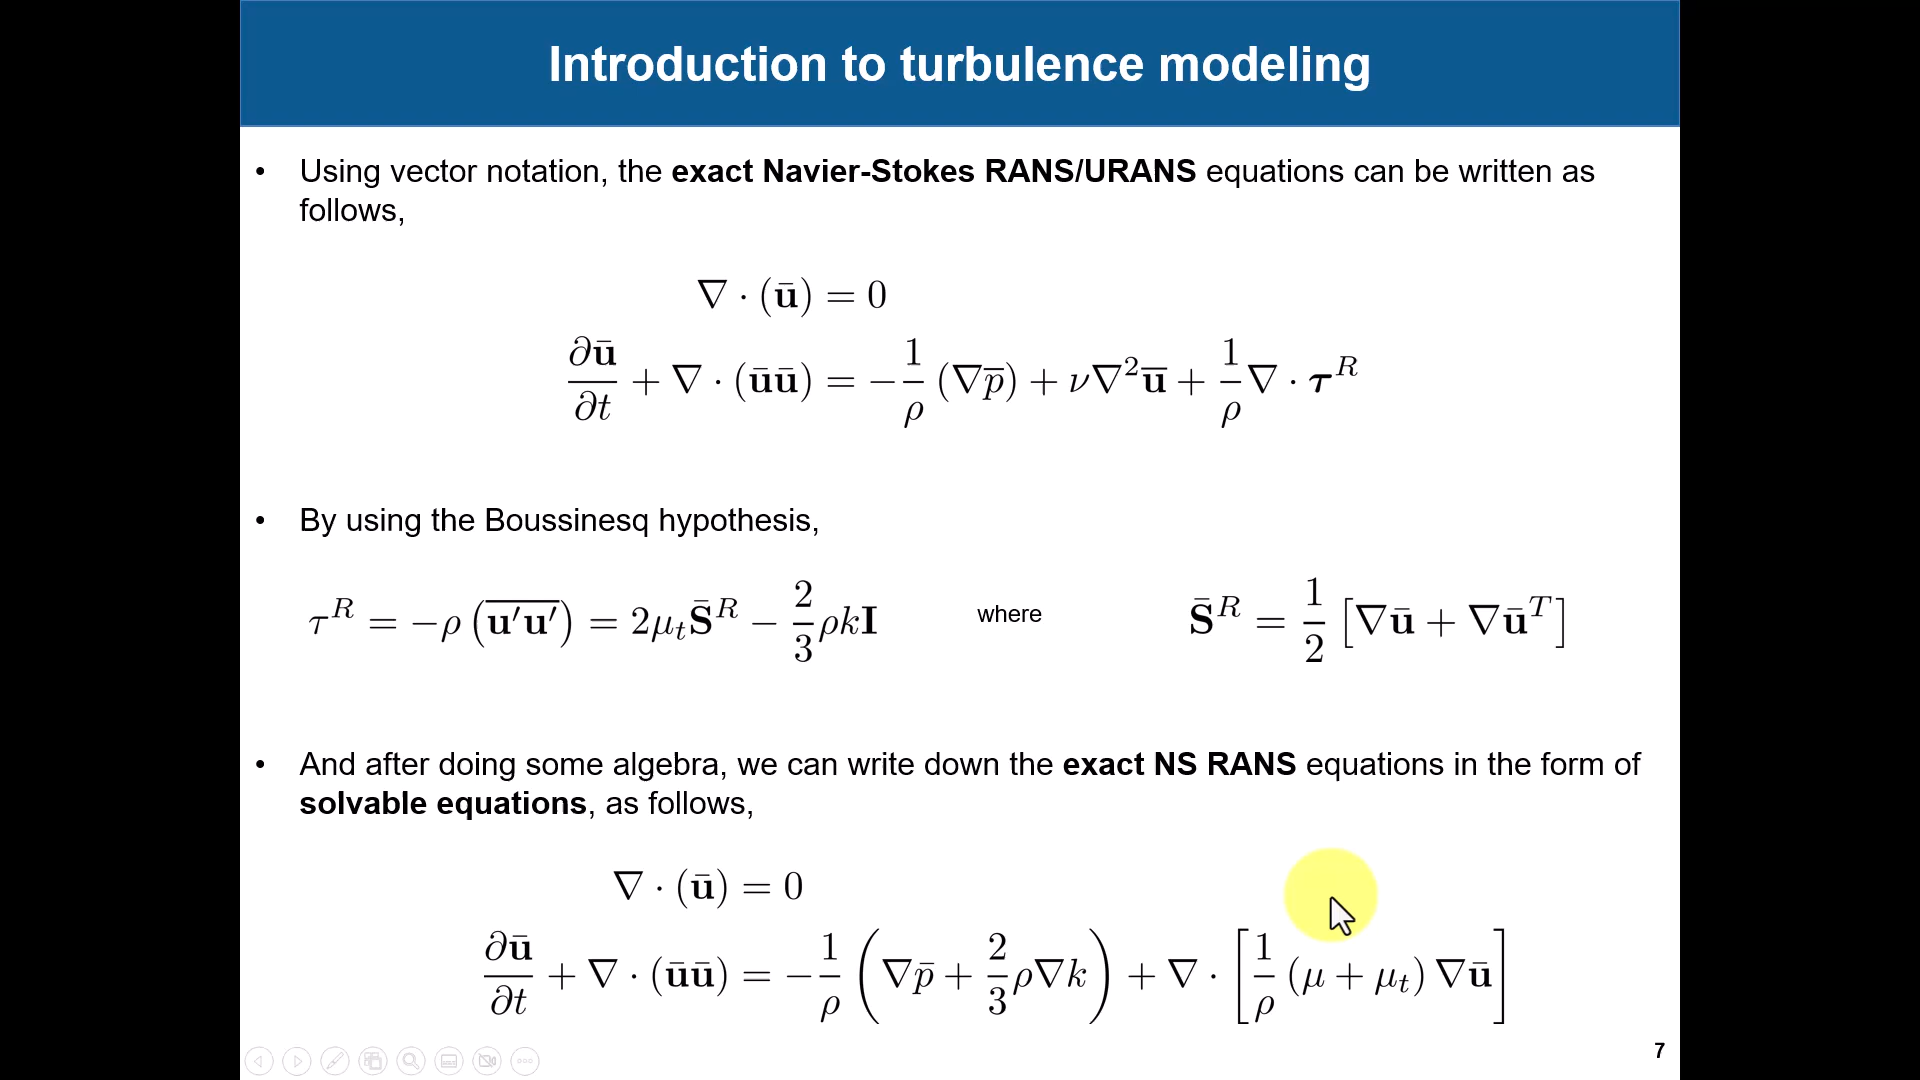 Introduction to turbulence modeling
• Using vector notation, the exact Navier-Stokes RANS/URANS equations can be written as
follows,
∇ · (ū) = 0
∂ū/∂t + ∇ · (ūū) = −1/ρ (∇p̅) + ν∇²u̅ + 1/ρ ∇ · τ^R
• By using the Boussinesq hypothesis,
τ^R = −ρ (u′u′)‾ = 2μ_t S̄^R − 2/3 ρkI where S̄^R = 1/2 [∇ū + ∇ū^T]
• And after doing some algebra, we can write down the exact NS RANS equations in the form of
solvable equations, as follows,
∇ · (ū) = 0
∂ū/∂t + ∇ · (ūū) = −1/ρ (∇p̄ + 2/3 ρ∇k) + ∇ · [1/ρ (μ + μ_t) ∇ū]
7